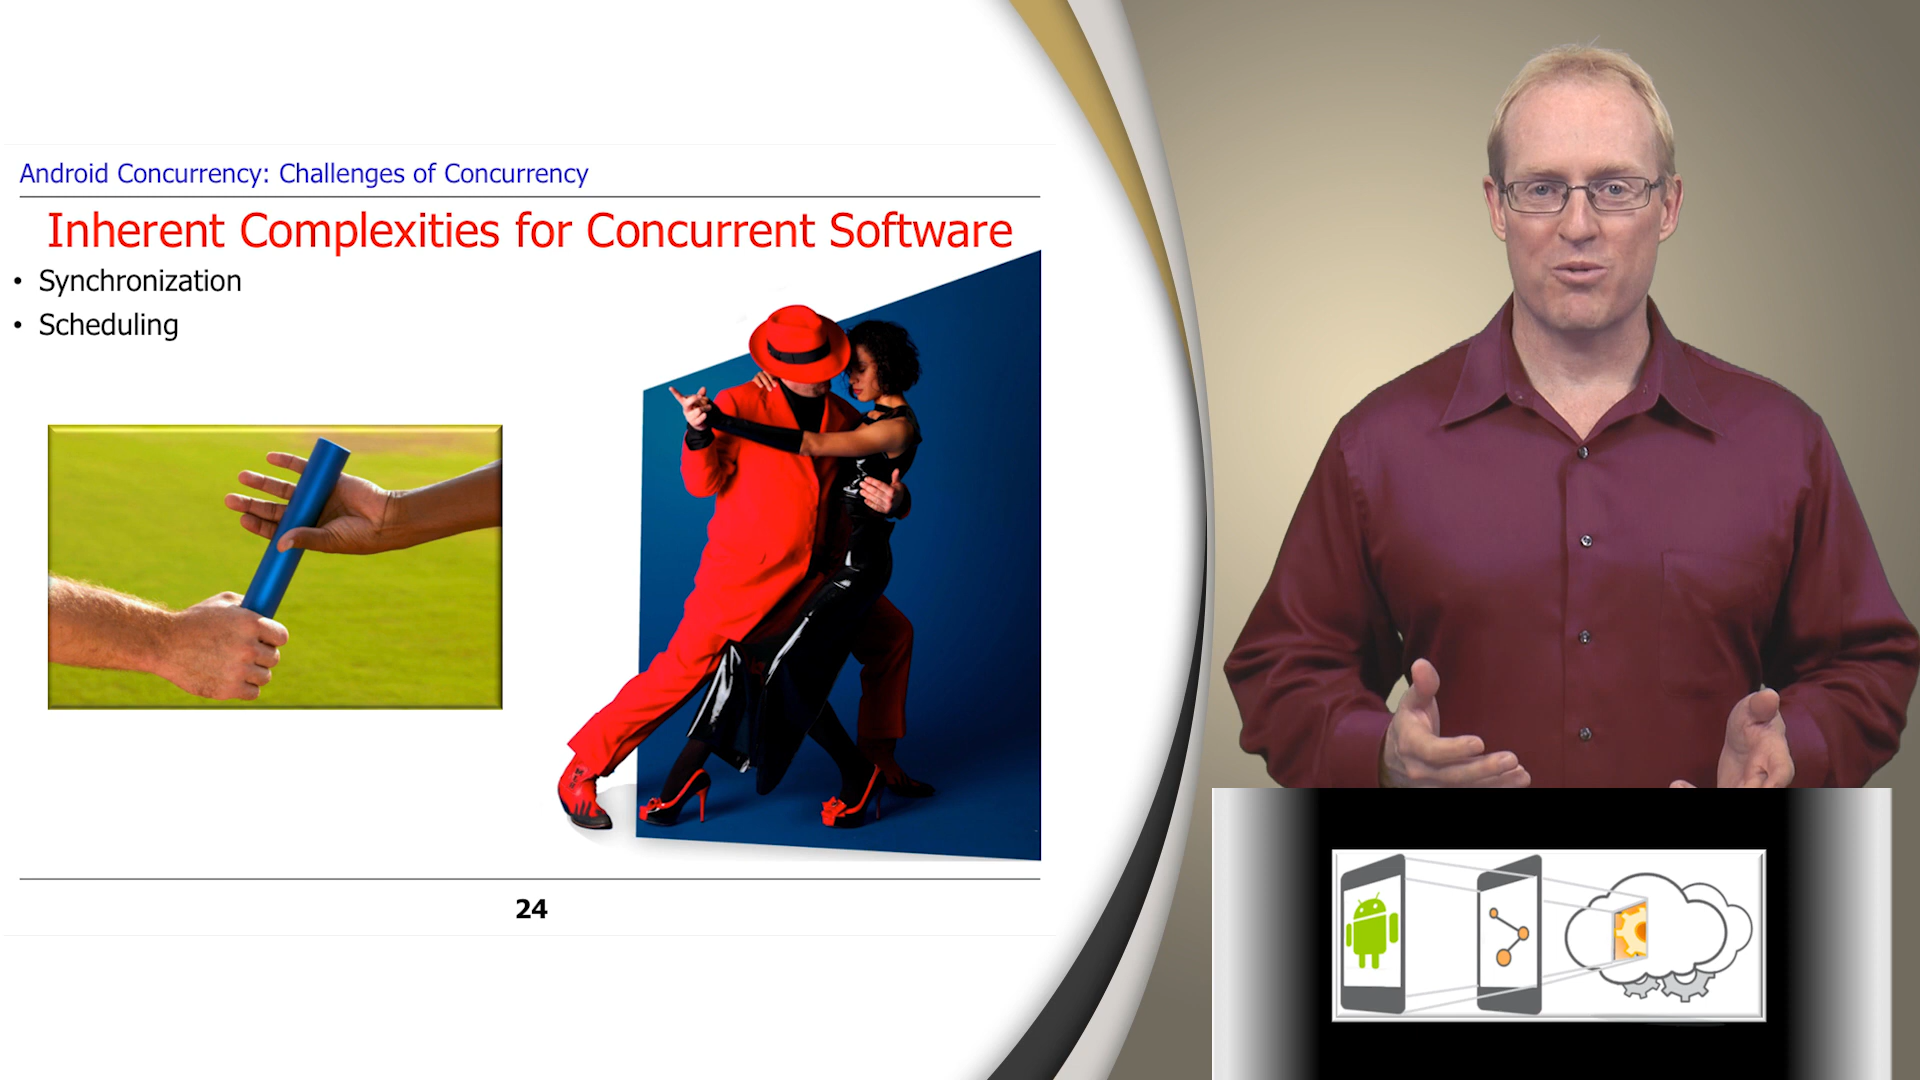 Android Concurrency: Challenges of Concurrency
Inherent Complexities for Concurrent Software
• Synchronization
• Scheduling
24